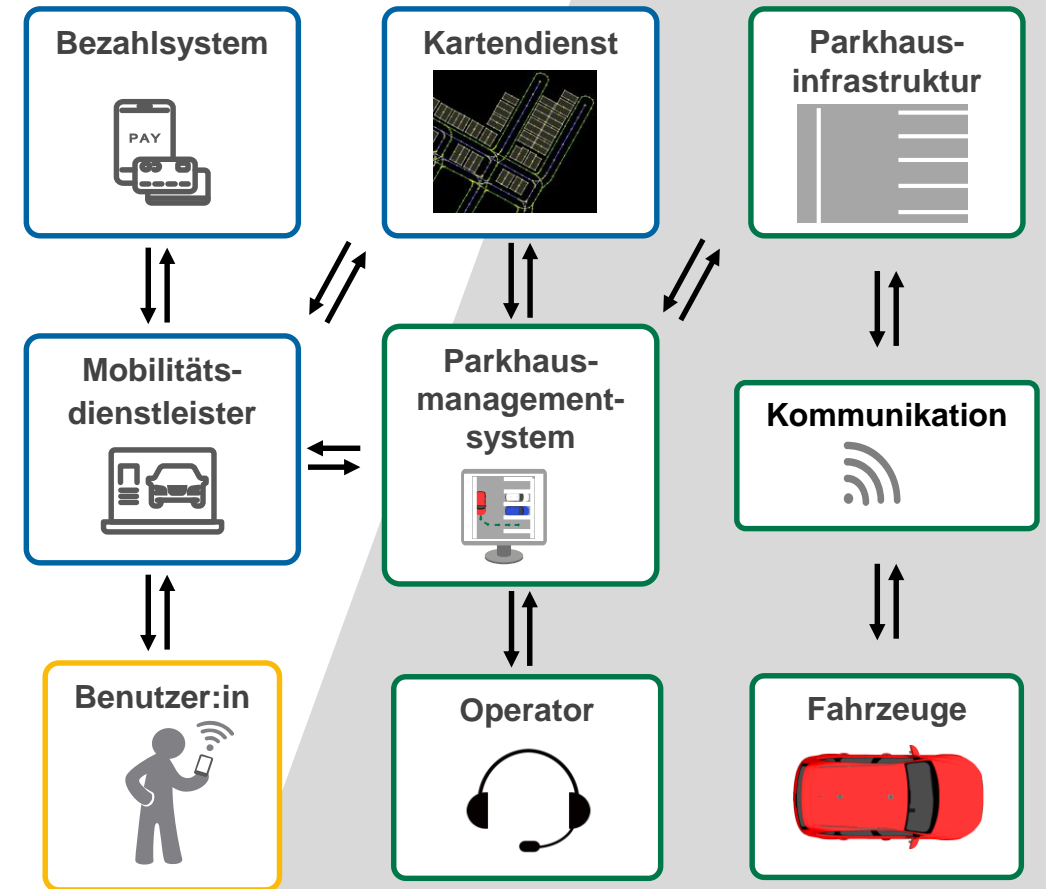 Bezahlsystem
PAY
Kartendienst
Parkhaus-
infrastruktur
Mobilitäts-
dienstleister
Parkhaus-
management-
system
Kommunikation
Benutzer:in
Operator
Fahrzeuge